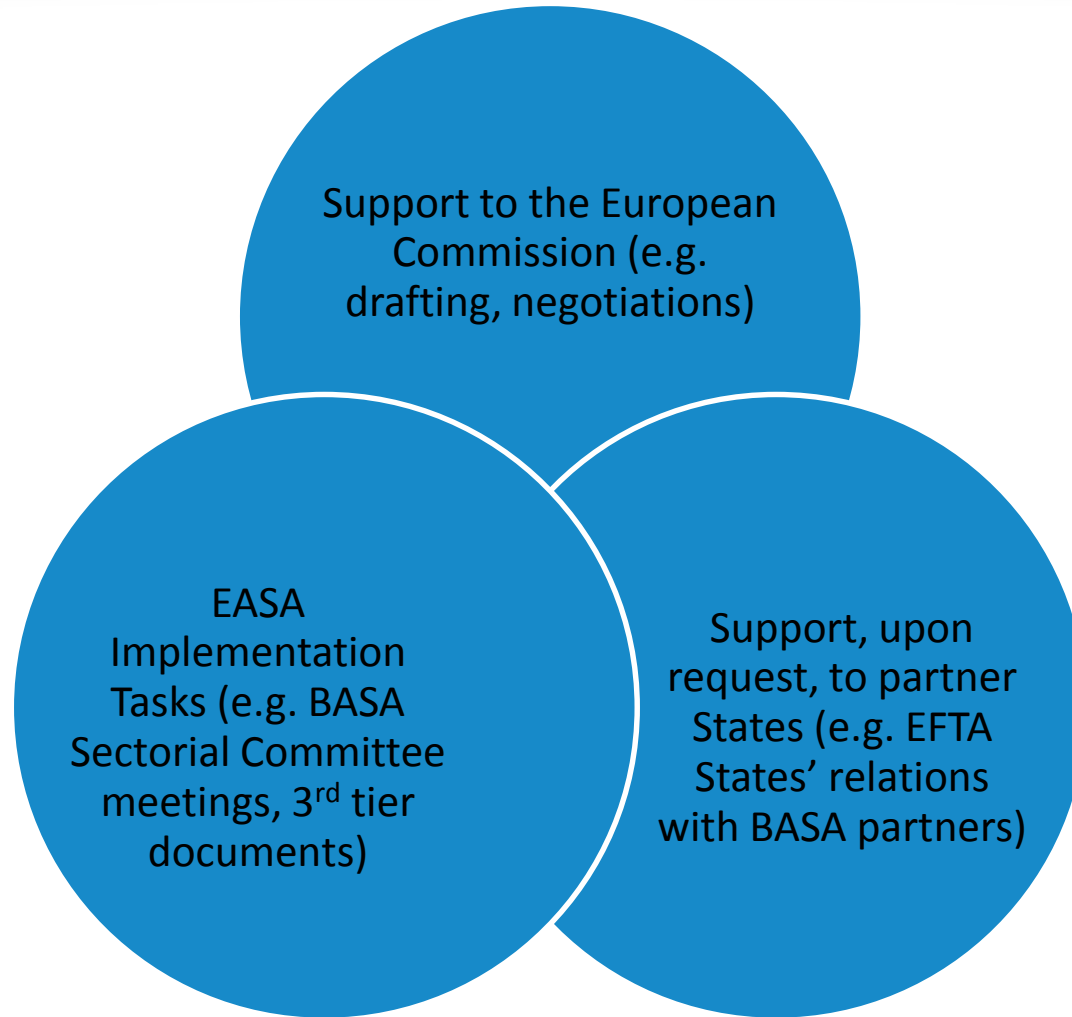 Support to the European
Commission (e.g.
drafting, negotiations)
EASA
Implementation
Tasks (e.g. BASA
Sectorial Committee
meetings, 3rd tier
documents)
Support, upon
request, to partner
States (e.g. EFTA
States’ relations
with BASA partners)